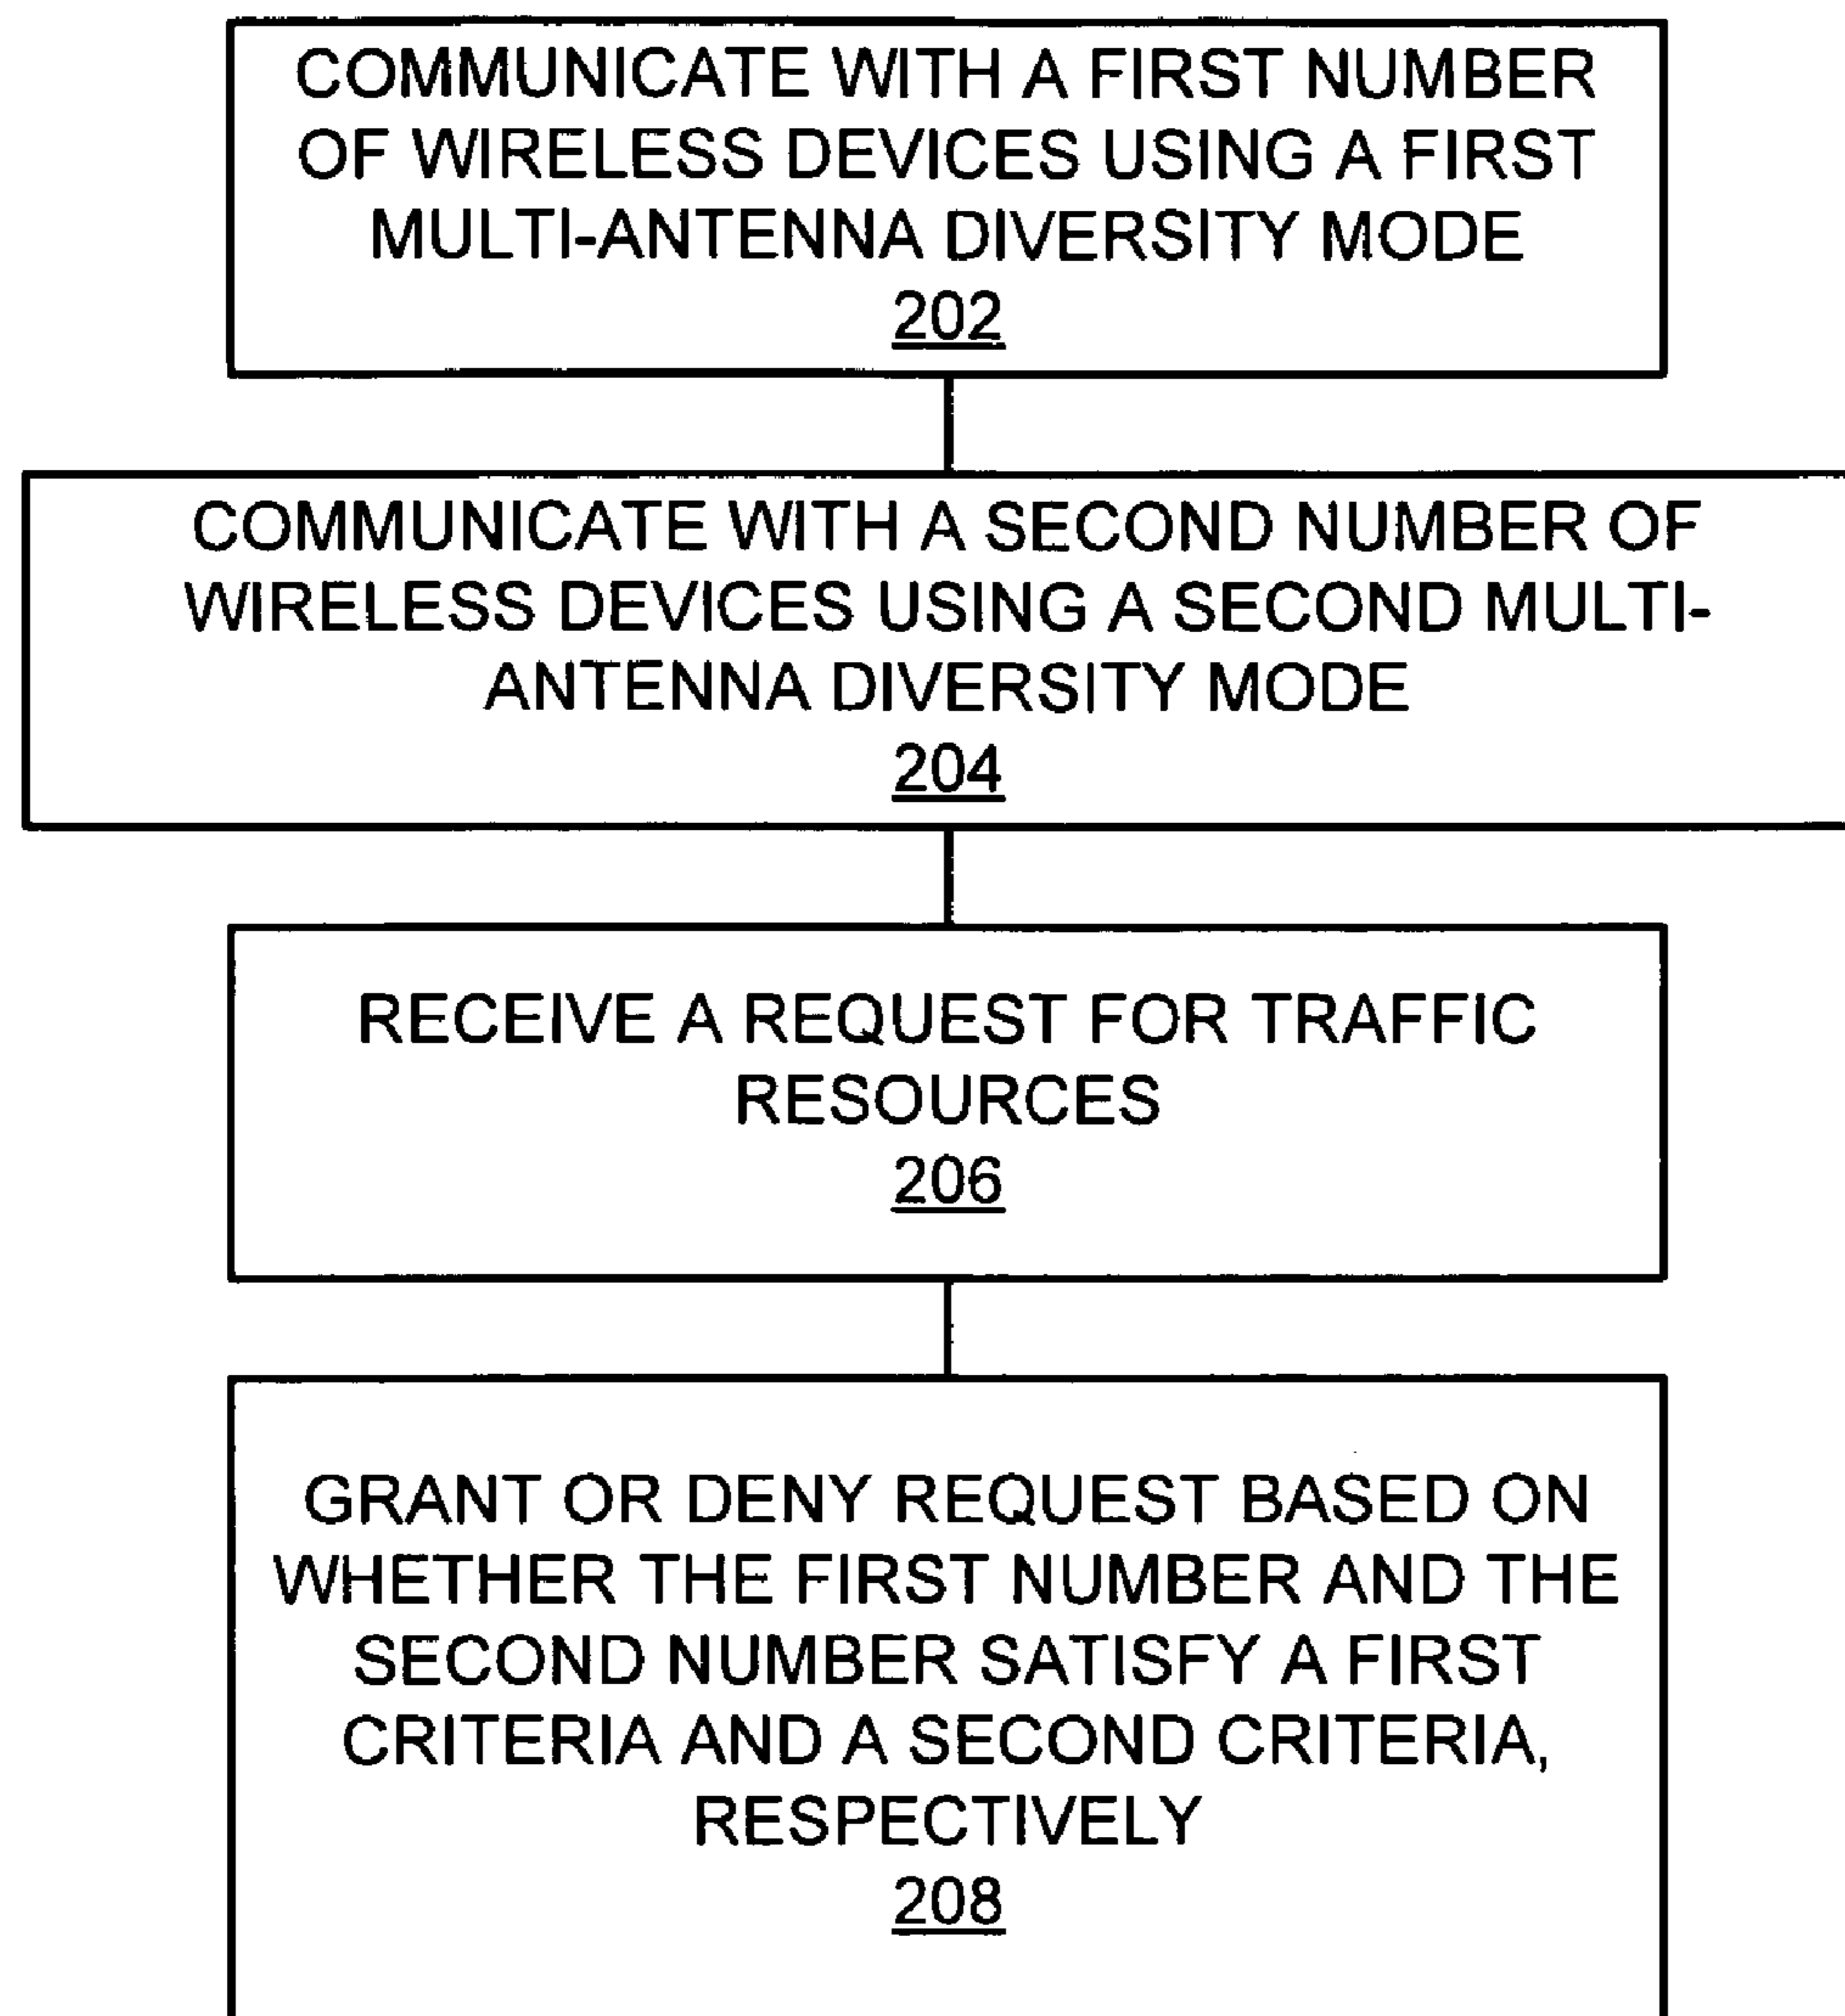 COMMUNICATE WITH A FIRST NUMBER
OF WIRELESS DEVICES USING A FIRST
MULTI-ANTENNA DIVERSITY MODE
202
COMMUNICATE WITH A SECOND NUMBER OF
WIRELESS DEVICES USING A SECOND MULTI-
ANTENNA DIVERSITY MODE
204
RECEIVE A REQUEST FOR TRAFFIC
RESOURCES
206
GRANT OR DENY REQUEST BASED ON
WHETHER THE FIRST NUMBER AND THE
SECOND NUMBER SATISFY A FIRST
CRITERIA AND A SECOND CRITERIA,
RESPECTIVELY
208